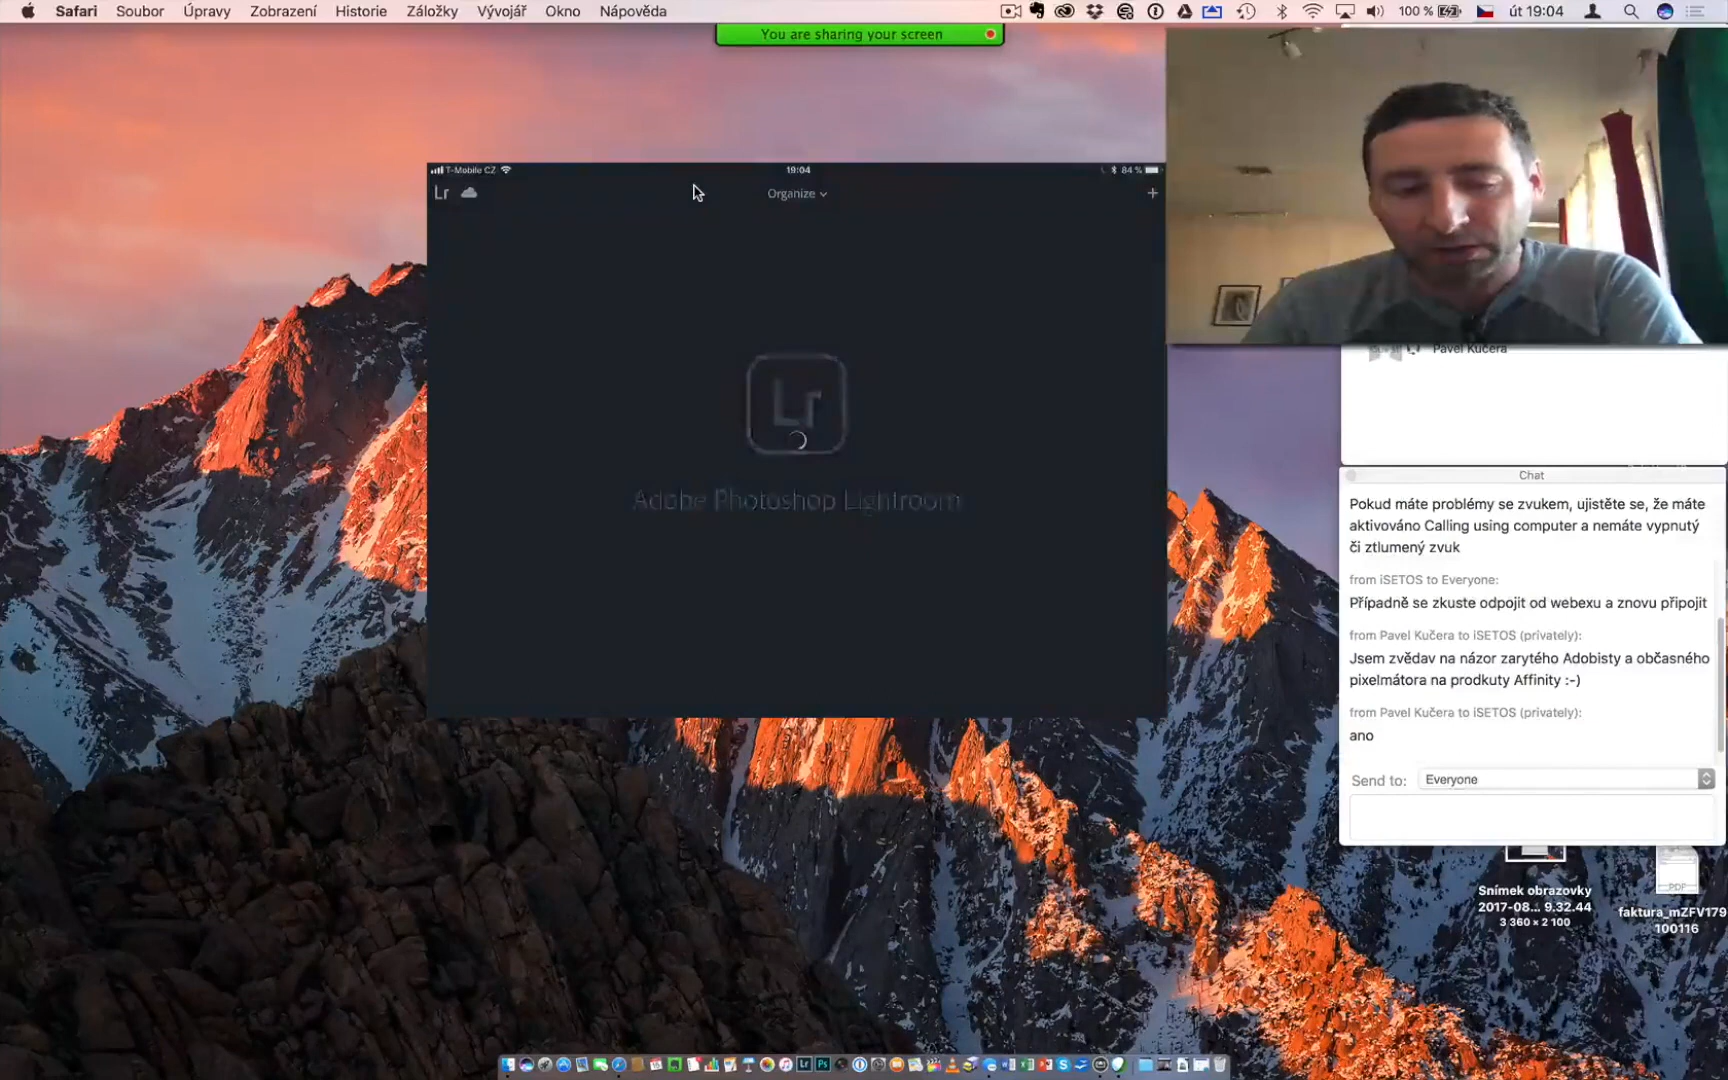 Safari Soubor Úpravy Zobrazení Historie Záložky Vývojář Okno Nápověda 100 % út 19:04
You are sharing your screen
T-Mobile CZ 19:04 84 %
Lr Organize
Lr
Adobe Photoshop Lightroom
Pavel Kučera
Chat
Pokud máte problémy se zvukem, ujistěte se, že máte
aktivováno Calling using computer a nemáte vypnutý
či ztlumený zvuk
from iSETOS to Everyone:
Případně se zkuste odpojit od webexu a znovu připojit
from Pavel Kučera to iSETOS (privately):
Jsem zvědav na názor zarytého Adobisty a občasného
pixelmátora na prodkuty Affinity :-)
from Pavel Kučera to iSETOS (privately):
ano
Send to: Everyone
PDF
Snímek obrazovky
2017-08... 9.32.44
3 360 × 2 100
faktura_mZFV179
100116
Lr Ps